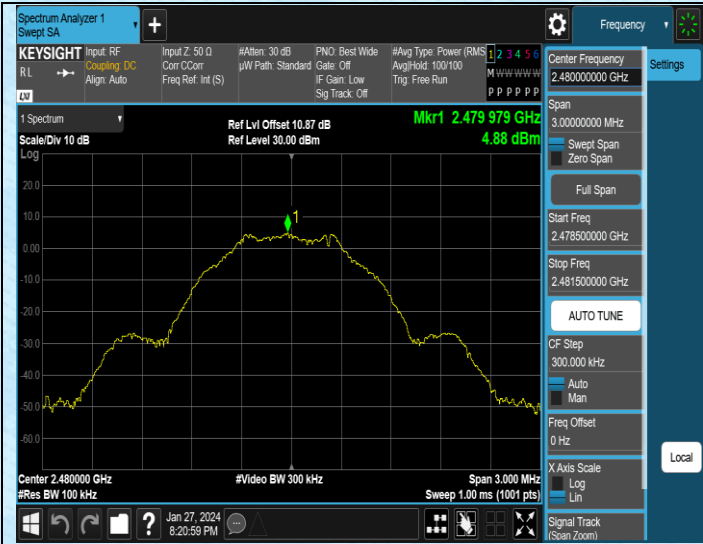 Spectrum Analyzer 1
Swept SA
+
Frequency
KEYSIGHT
RL
LXI
Input: RF
Coupling: DC
Align: Auto
Input Z: 50 Ω
Corr CCorr
Freq Ref: Int (S)
#Atten: 30 dB
µW Path: Standard
PNO: Best Wide
Gate: Off
IF Gain: Low
Sig Track: Off
#Avg Type: Power (RMS
Avg|Hold: 100/100
Trig: Free Run
1 2 3 4 5 6
M W W W W W
P P P P P P
1 Spectrum
Scale/Div 10 dB
Log
Ref Lvl Offset 10.87 dB
Ref Level 30.00 dBm
Mkr1 2.479 979 GHz
4.88 dBm
20.0
10.0
0.00
-10.0
-20.0
-30.0
-40.0
-50.0
-60.0
1
Center 2.480000 GHz
#Res BW 100 kHz
#Video BW 300 kHz
Span 3.000 MHz
Sweep 1.00 ms (1001 pts)
?
Jan 27, 2024
8:20:59 PM
Center Frequency
2.480000000 GHz
Span
3.00000000 MHz
Swept Span
Zero Span
Full Span
Start Freq
2.478500000 GHz
Stop Freq
2.481500000 GHz
AUTO TUNE
CF Step
300.000 kHz
Auto
Man
Freq Offset
0 Hz
X Axis Scale
Log
Lin
Signal Track
(Span Zoom)
Settings
Local